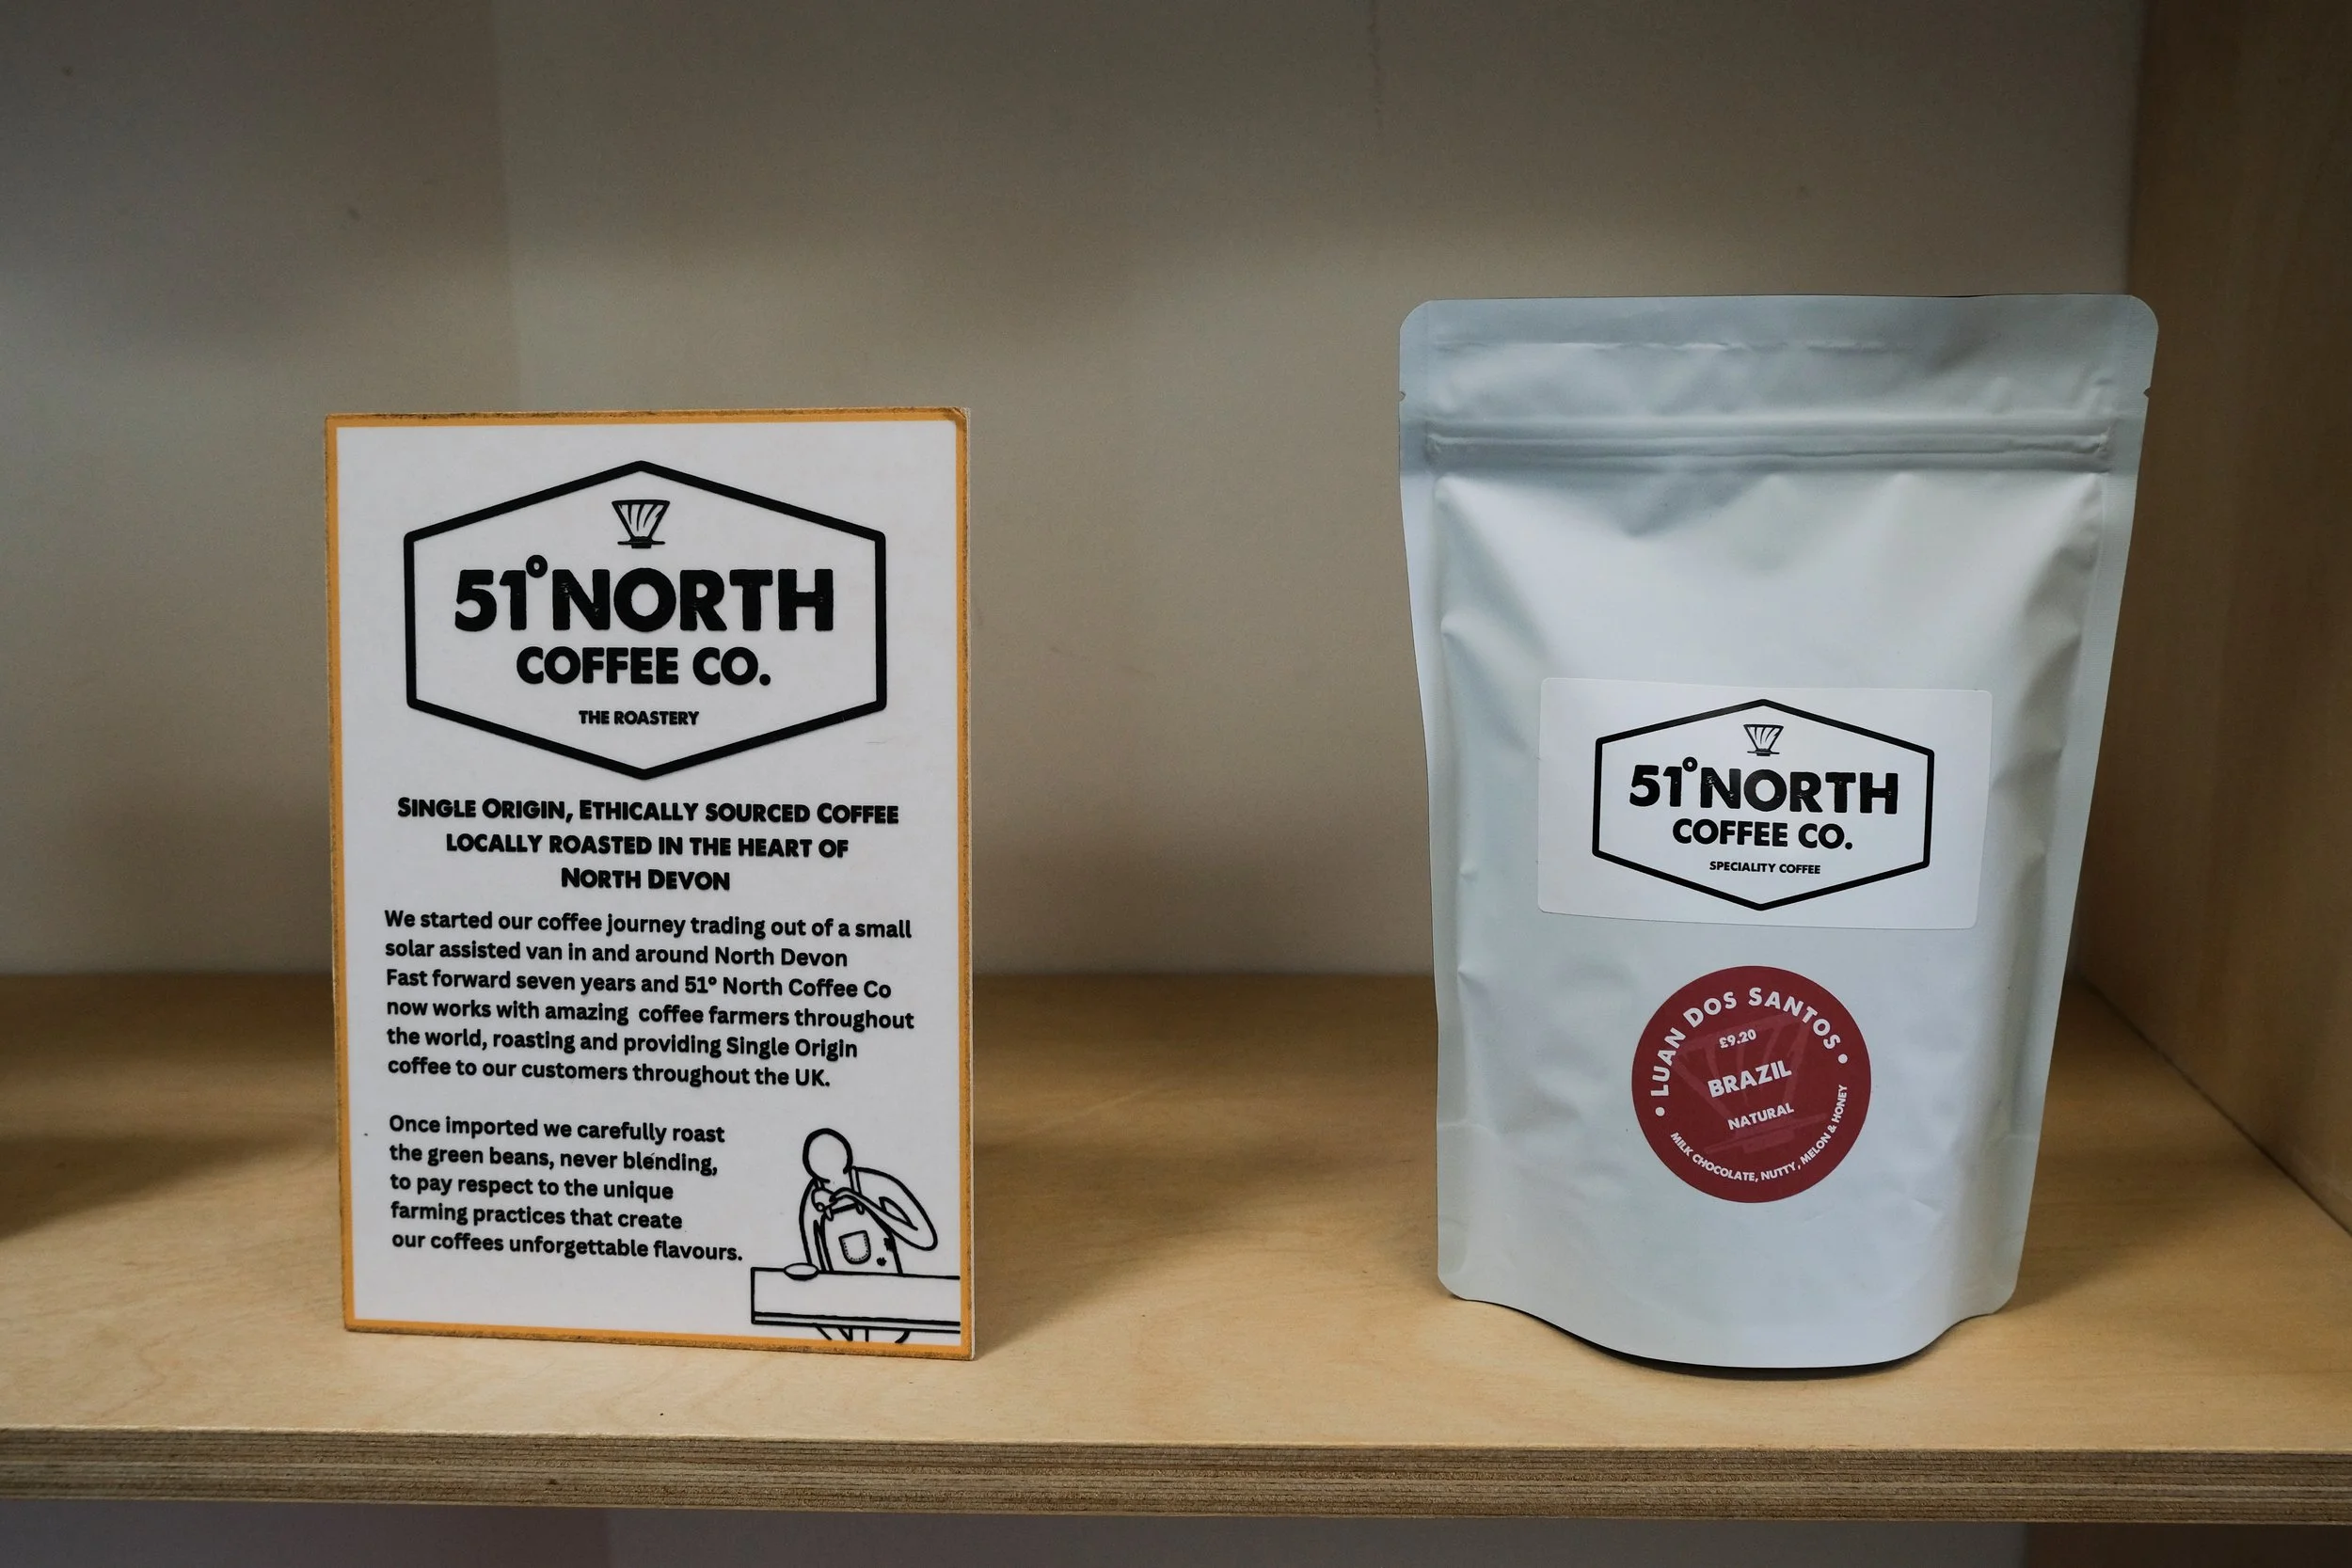 51°NORTH
COFFEE CO.
THE ROASTERY
SINGLE ORIGIN, ETHICALLY SOURCED COFFEE
LOCALLY ROASTED IN THE HEART OF
NORTH DEVON
We started our coffee journey trading out of a small
solar assisted van in and around North Devon
Fast forward seven years and 51° North Coffee Co
now works with amazing coffee farmers throughout
the world, roasting and providing Single Origin
coffee to our customers throughout the UK.
Once imported we carefully roast
the green beans, never blending,
to pay respect to the unique
farming practices that create
our coffees unforgettable flavours.
51°NORTH
COFFEE CO.
SPECIALITY COFFEE
• LUAN DOS SANTOS •
£9.20
BRAZIL
NATURAL
MILK CHOCOLATE, NUTTY, MELON & HONEY